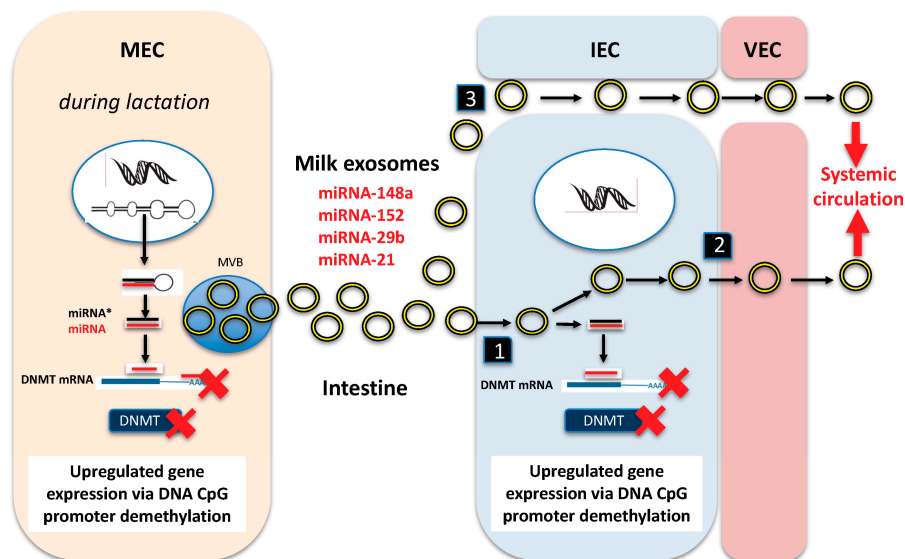 MEC
during lactation
miRNA*
miRNA
DNMT mRNA
AAAA
DNMT
Upregulated gene
expression via DNA CpG
promoter demethylation
MVB
Milk exosomes
miRNA-148a
miRNA-152
miRNA-29b
miRNA-21
Intestine
IEC
VEC
3
2
1
DNMT mRNA
AAAA
DNMT
Upregulated gene
expression via DNA CpG
promoter demethylation
Systemic
circulation